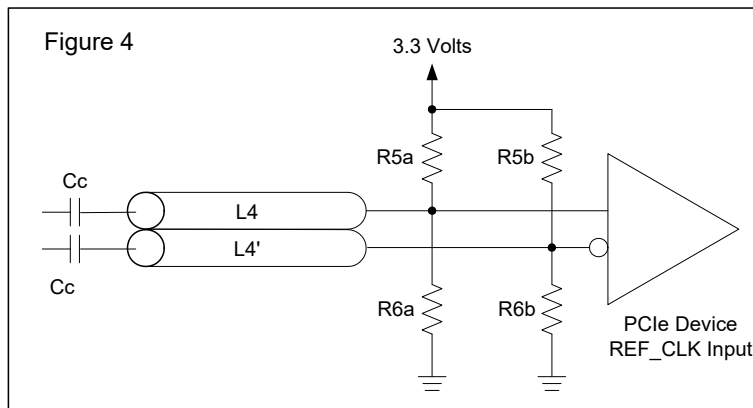 Figure 4
3.3 Volts
R5a
R5b
Cc
L4
L4'
Cc
R6a
R6b
PCIe Device
REF_CLK Input